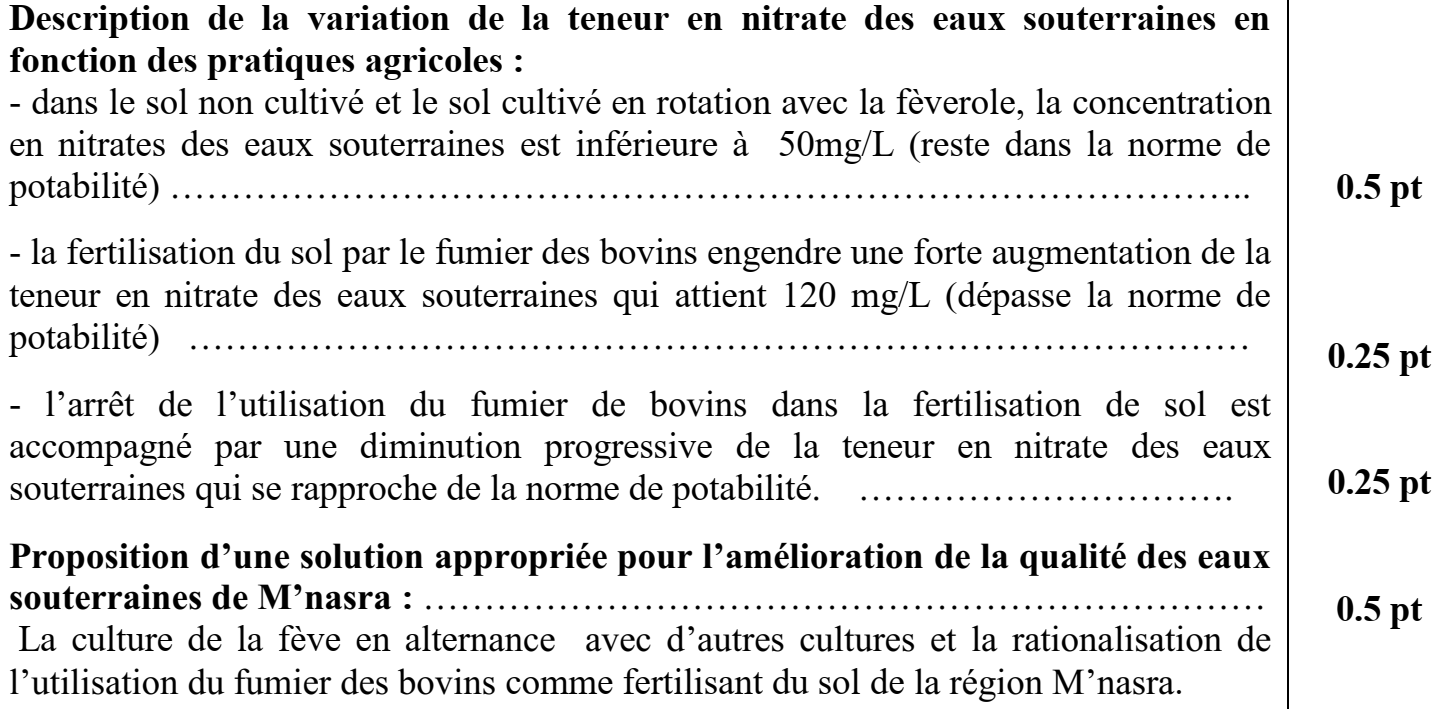 Description de la variation de la teneur en nitrate des eaux souterraines en
fonction des pratiques agricoles :
- dans le sol non cultivé et le sol cultivé en rotation avec la fèverole, la concentration
en nitrates des eaux souterraines est inférieure à 50mg/L (reste dans la norme de
potabilité) ……………………………………………………………………………….. 0.5 pt
- la fertilisation du sol par le fumier des bovins engendre une forte augmentation de la
teneur en nitrate des eaux souterraines qui attient 120 mg/L (dépasse la norme de
potabilité) ……………………………………………………………………………… 0.25 pt
- l’arrêt de l’utilisation du fumier de bovins dans la fertilisation de sol est
accompagné par une diminution progressive de la teneur en nitrate des eaux
souterraines qui se rapproche de la norme de potabilité. …………………………. 0.25 pt
Proposition d’une solution appropriée pour l’amélioration de la qualité des eaux
souterraines de M’nasra : ……………………………………………………………… 0.5 pt
La culture de la fève en alternance avec d’autres cultures et la rationalisation de
l’utilisation du fumier des bovins comme fertilisant du sol de la région M’nasra.